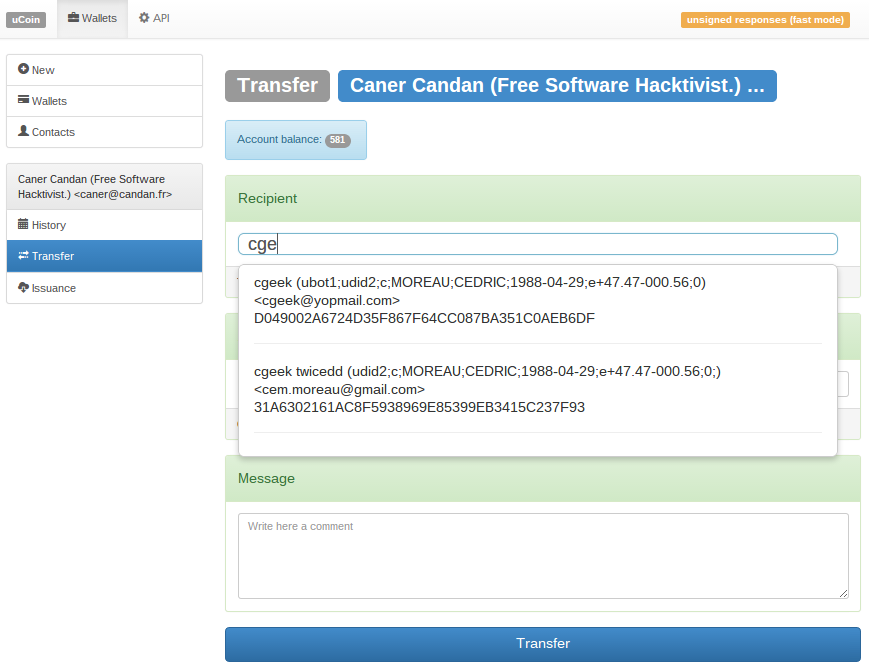 uCoin
Wallets
API
unsigned responses (fast mode)
New
Wallets
Contacts
Caner Candan (Free Software
Hacktivist.) <caner@candan.fr>
History
Transfer
Issuance
Transfer
Caner Candan (Free Software Hacktivist.) ...
Account balance: 581
Recipient
cge
cgeek (ubot1;udid2;c;MOREAU;CEDRIC;1988-04-29;e+47.47-000.56;0)
<cgeek@yopmail.com>
D049002A6724D35F867F64CC087BA351C0AEB6DF
cgeek twicedd (udid2;c;MOREAU;CEDRIC;1988-04-29;e+47.47-000.56;0;)
<cem.moreau@gmail.com>
31A6302161AC8F5938969E85399EB3415C237F93
Message
Write here a comment
Transfer